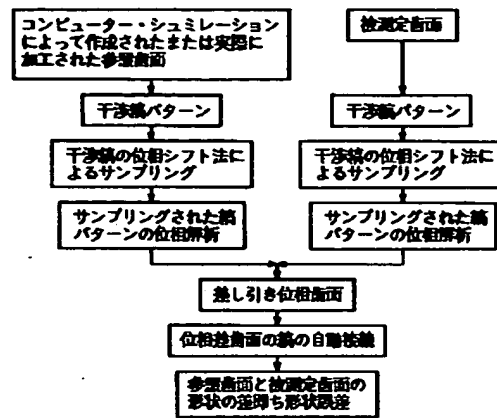 コンピューター・シュミレーション
によって作成されたまたは実際に
加工された参照歯面
被測定歯面
干渉縞パターン
干渉縞パターン
干渉縞の位相シフト法に
よるサンプリング
干渉縞の位相シフト法に
よるサンプリング
サンプリングされた縞
パターンの位相解析
サンプリングされた縞
パターンの位相解析
差し引き位相歯面
位相差歯面の縞の自動接続
参照歯面と被測定歯面の
形状の差即ち形状誤差